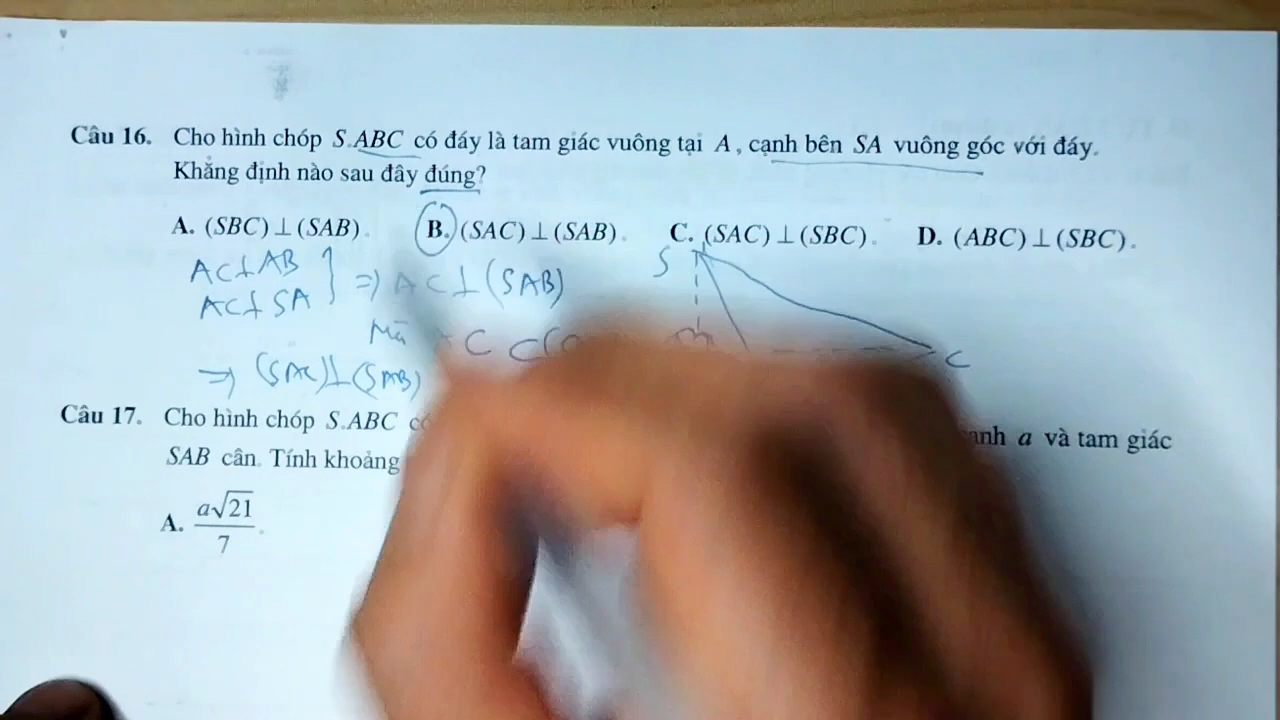 Câu 16. Cho hình chóp S.ABC có đáy là tam giác vuông tại A, cạnh bên SA vuông góc với đáy.
Khẳng định nào sau đây đúng?
A. (SBC) ⊥ (SAB). B. (SAC) ⊥ (SAB). C. (SAC) ⊥ (SBC). D. (ABC) ⊥ (SBC).
S
AC ⊥ AB
AC ⊥ SA } ⇒ AC ⊥ (SAB)
Mà C ⊂ (
C
⇒ (SAC) ⊥ (SAB)
Câu 17. Cho hình chóp S.ABC a và tam giác
SAB cân. Tính khoảng
A. a√21/7.